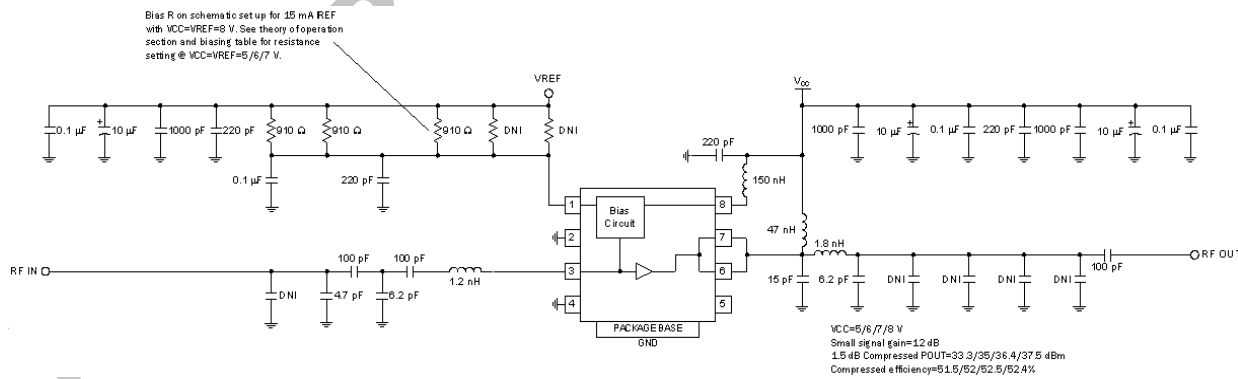 Bias R on schematic set up for 15 mA IREF
with VCC=VREF=8 V. See theory of operation
section and biasing table for resistance
setting @ VCC=VREF=5/6/7 V.
VREF
VCC
0.1 µF
10 µF
+
1000 pF
220 pF
910 Ω
910 Ω
910 Ω
DNI
DNI
1000 pF
10 µF
+
0.1 µF
220 pF
1000 pF
10 µF
+
0.1 µF
0.1 µF
220 pF
220 pF
150 nH
1
Bias
Circuit
8
2
7
47 nH
1.8 nH
RF IN
100 pF
100 pF
1.2 nH
3
6
100 pF
RF OUT
DNI
4.7 pF
6.2 pF
4
5
15 pF
6.2 pF
DNI
DNI
DNI
DNI
PACKAGE BASE
GND
VCC=5/6/7/8 V
Small signal gain=12 dB
1.5 dB Compressed POUT=33.3/35/36.4/37.5 dBm
Compressed efficiency=51.5/52/52.5/52.4%